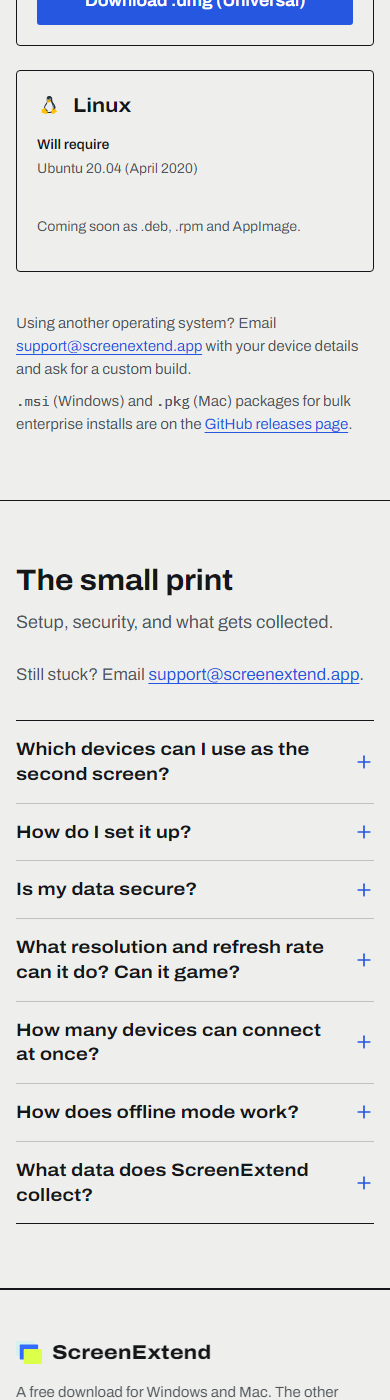 Download .dmg (Universal)
Linux
Will require
Ubuntu 20.04 (April 2020)
Coming soon as .deb, .rpm and AppImage.
Using another operating system? Email
support@screenextend.app with your device details
and ask for a custom build.
.msi (Windows) and .pkg (Mac) packages for bulk
enterprise installs are on the GitHub releases page.
The small print
Setup, security, and what gets collected.
Still stuck? Email support@screenextend.app.
Which devices can I use as the
second screen?
How do I set it up?
Is my data secure?
What resolution and refresh rate
can it do? Can it game?
How many devices can connect
at once?
How does offline mode work?
What data does ScreenExtend
collect?
ScreenExtend
A free download for Windows and Mac. The other